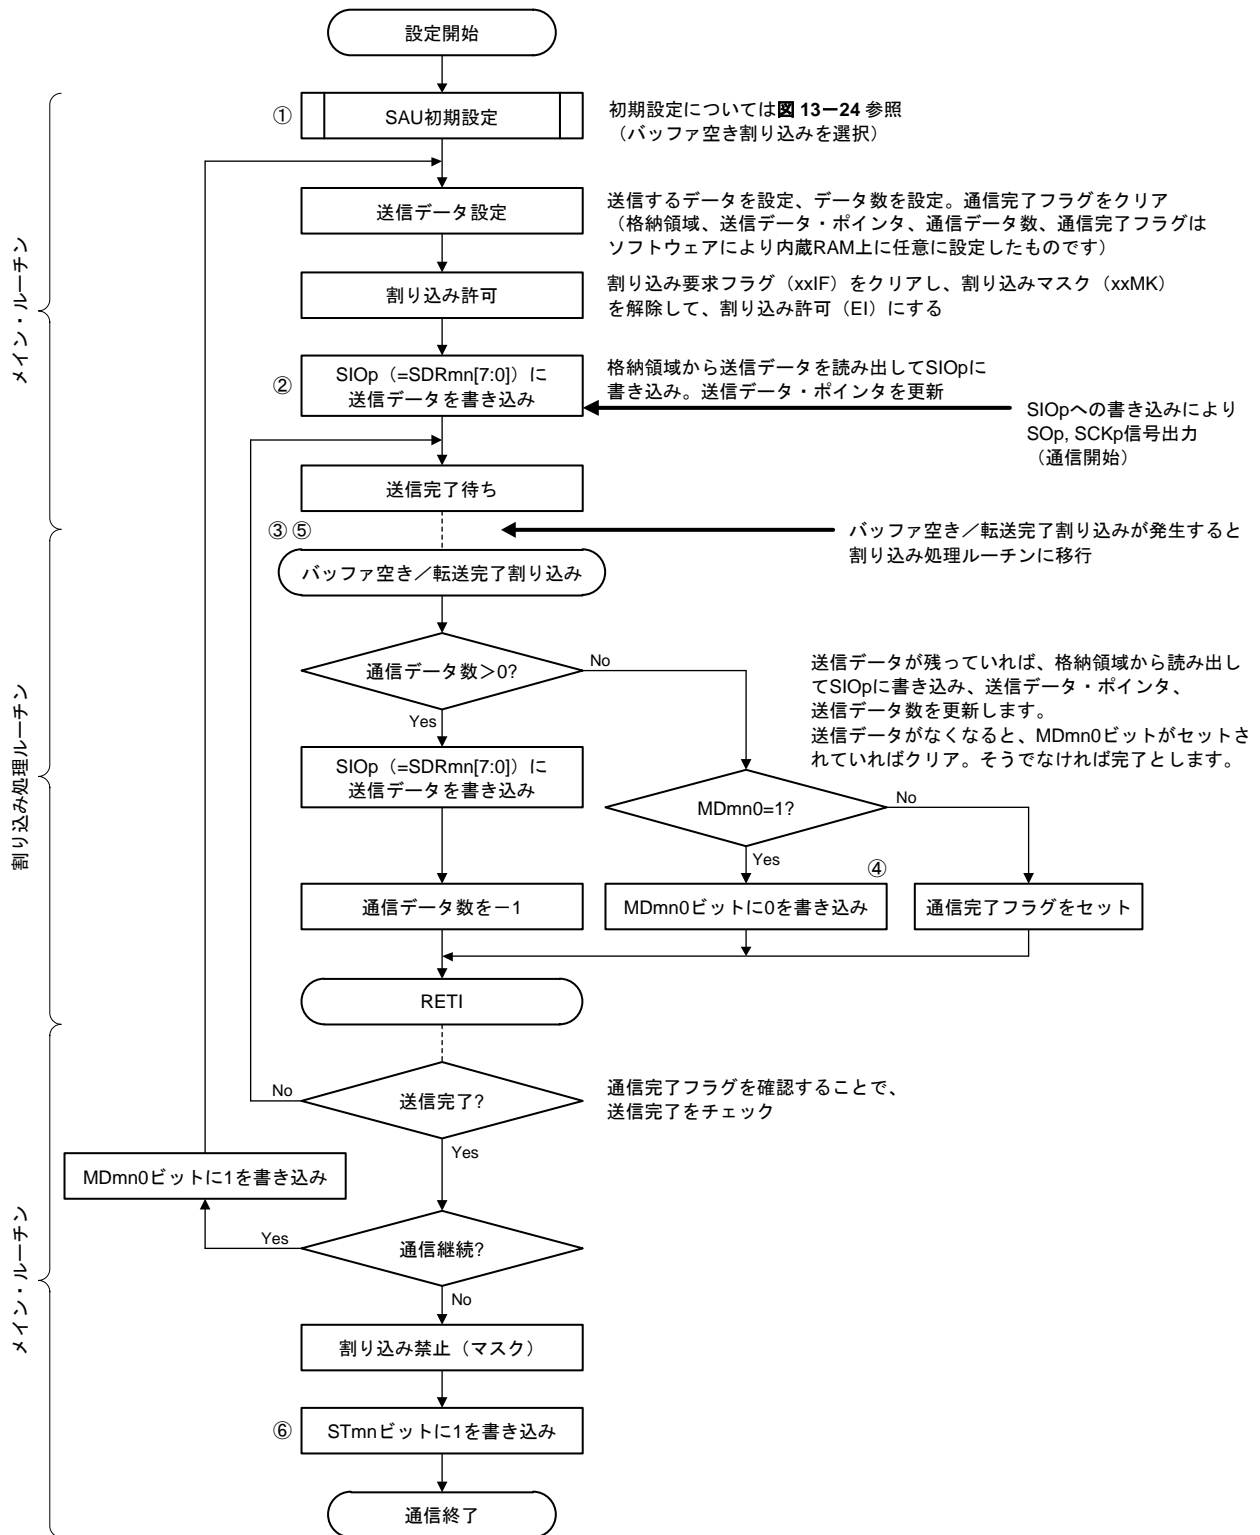 設定開始
①
SAU初期設定
初期設定については図 13－24 参照
（バッファ空き割り込みを選択）
送信データ設定
送信するデータを設定、データ数を設定。通信完了フラグをクリア
（格納領域、送信データ・ポインタ、通信データ数、通信完了フラグは
ソフトウェアにより内蔵RAM上に任意に設定したものです）
メイン・ルーチン
割り込み許可
割り込み要求フラグ（xxIF）をクリアし、割り込みマスク（xxMK）
を解除して、割り込み許可（EI）にする
②
SIOp（=SDRmn[7:0]）に
送信データを書き込み
格納領域から送信データを読み出してSIOpに
書き込み。送信データ・ポインタを更新
SIOpへの書き込みにより
SOp, SCKp信号出力
（通信開始）
送信完了待ち
③ ⑤
バッファ空き／転送完了割り込みが発生すると
割り込み処理ルーチンに移行
バッファ空き／転送完了割り込み
通信データ数＞0?
No
Yes
送信データが残っていれば、格納領域から読み出し
てSIOpに書き込み、送信データ・ポインタ、
送信データ数を更新します。
送信データがなくなると、MDmn0ビットがセットさ
れていればクリア。そうでなければ完了とします。
割り込み処理ルーチン
SIOp（=SDRmn[7:0]）に
送信データを書き込み
MDmn0=1?
No
Yes
④
通信データ数を－1
MDmn0ビットに0を書き込み
通信完了フラグをセット
RETI
No
送信完了?
通信完了フラグを確認することで、
送信完了をチェック
Yes
MDmn0ビットに1を書き込み
メイン・ルーチン
Yes
通信継続?
No
割り込み禁止（マスク）
⑥
STmnビットに1を書き込み
通信終了